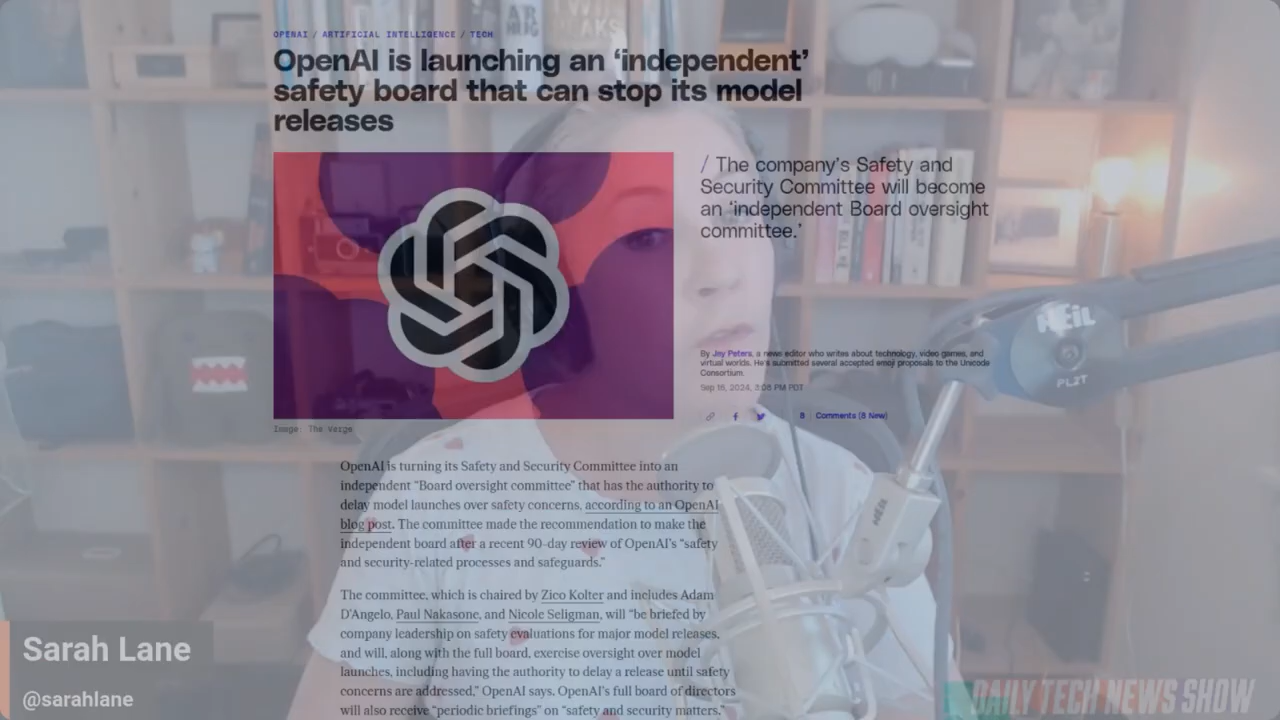 OPENAI / ARTIFICIAL INTELLIGENCE / TECH
OpenAI is launching an ‘independent’
safety board that can stop its model
releases
/ The company’s Safety and
Security Committee will become
an ‘independent Board oversight
committee.’
By Jay Peters, a news editor who writes about technology, video games, and
virtual worlds. He’s submitted several accepted emoji proposals to the Unicode
Consortium.
Sep 16, 2024, 3:08 PM PDT
8 Comments (8 New)
Image: The Verge
OpenAI is turning its Safety and Security Committee into an
independent “Board oversight committee” that has the authority to
delay model launches over safety concerns, according to an OpenAI
blog post. The committee made the recommendation to make the
independent board after a recent 90-day review of OpenAI’s “safety
and security-related processes and safeguards.”
The committee, which is chaired by Zico Kolter and includes Adam
D’Angelo, Paul Nakasone, and Nicole Seligman, will “be briefed by
company leadership on safety evaluations for major model releases,
and will, along with the full board, exercise oversight over model
launches, including having the authority to delay a release until safety
concerns are addressed,” OpenAI says. OpenAI’s full board of directors
will also receive “periodic briefings” on “safety and security matters.”
HEiL
PL2T
HEiL
Sarah Lane
@sarahlane
DAILY TECH NEWS SHOW